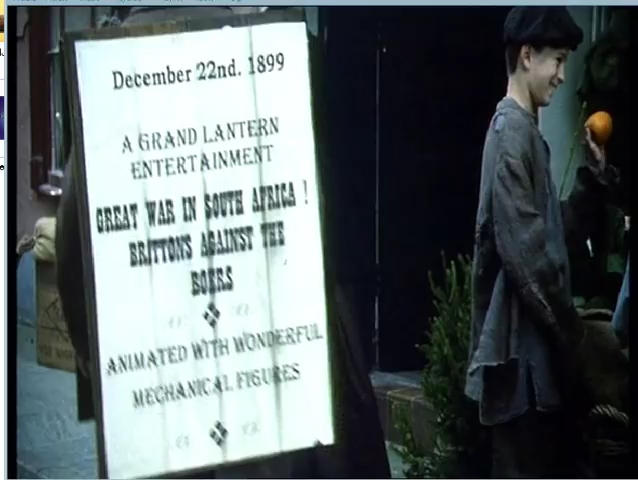 December 22nd. 1899
A GRAND LANTERN
ENTERTAINMENT
GREAT WAR IN SOUTH AFRICA !
BRITTONS AGAINST THE
BOERS
ANIMATED WITH WONDERFUL
MECHANICAL FIGURES